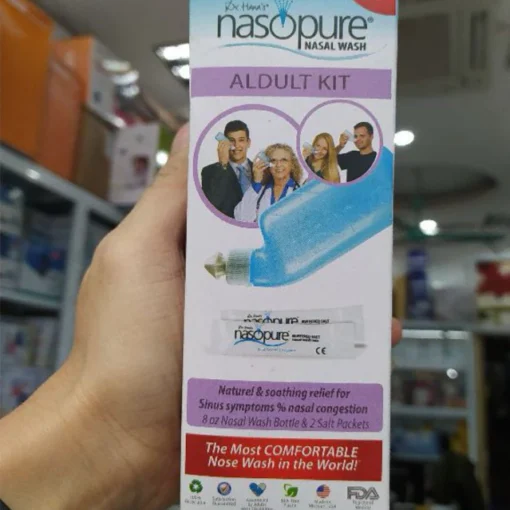 Dr. Hana's
nasopure®
NASAL WASH
ALDULT KIT
nasopure
nasopure
CE
Naturel & soothing relief for
Sinus symptoms % nasal congestion
8 oz Nasal Wash Bottle & 2 Salt Packets
The Most COMFORTABLE
Nose Wash in the World!
FDA